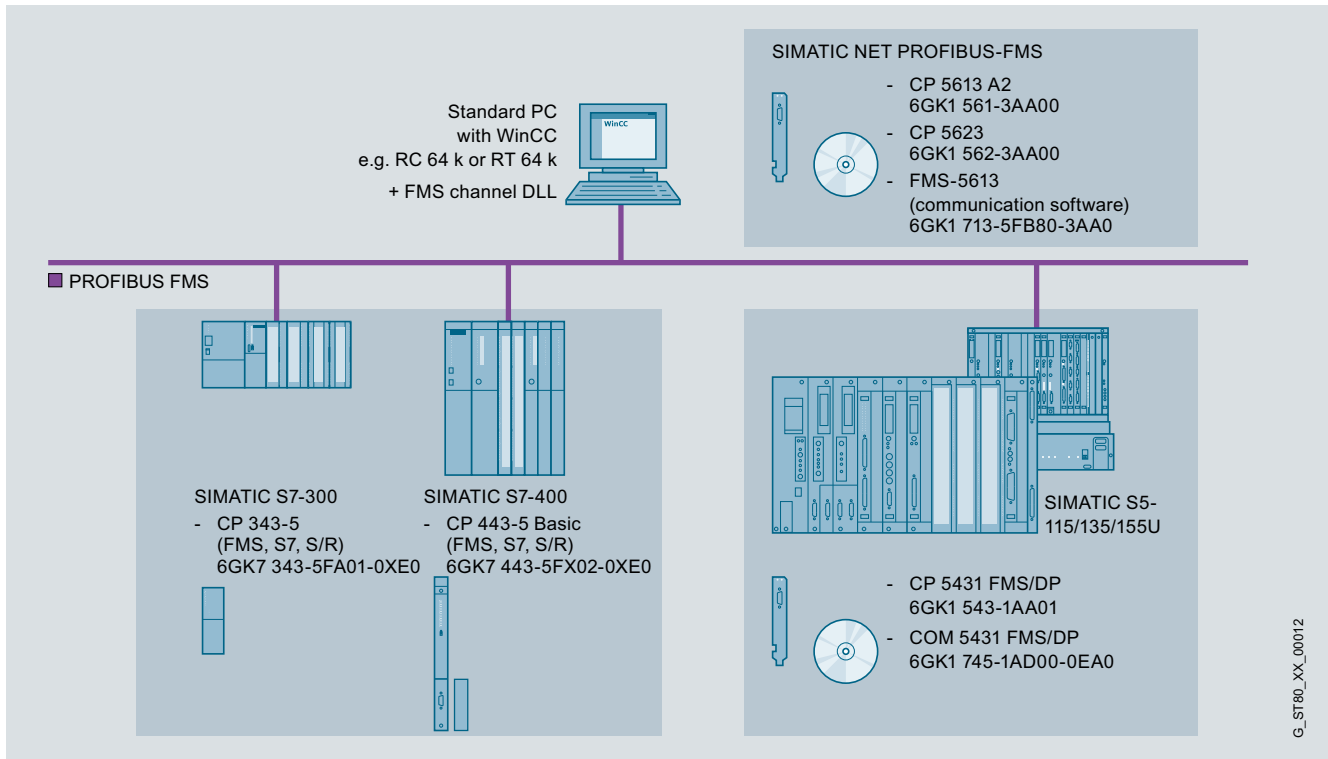 Standard PC
with WinCC
e.g. RC 64 k or RT 64 k
+ FMS channel DLL
WinCC
SIMATIC NET PROFIBUS-FMS
- CP 5613 A2
6GK1 561-3AA00
- CP 5623
6GK1 562-3AA00
- FMS-5613
(communication software)
6GK1 713-5FB80-3AA0
PROFIBUS FMS
SIMATIC S7-300
- CP 343-5
(FMS, S7, S/R)
6GK7 343-5FA01-0XE0
SIMATIC S7-400
- CP 443-5 Basic
(FMS, S7, S/R)
6GK7 443-5FX02-0XE0
SIMATIC S5-
115/135/155U
- CP 5431 FMS/DP
6GK1 543-1AA01
- COM 5431 FMS/DP
6GK1 745-1AD00-0EA0
G_ST80_XX_00012